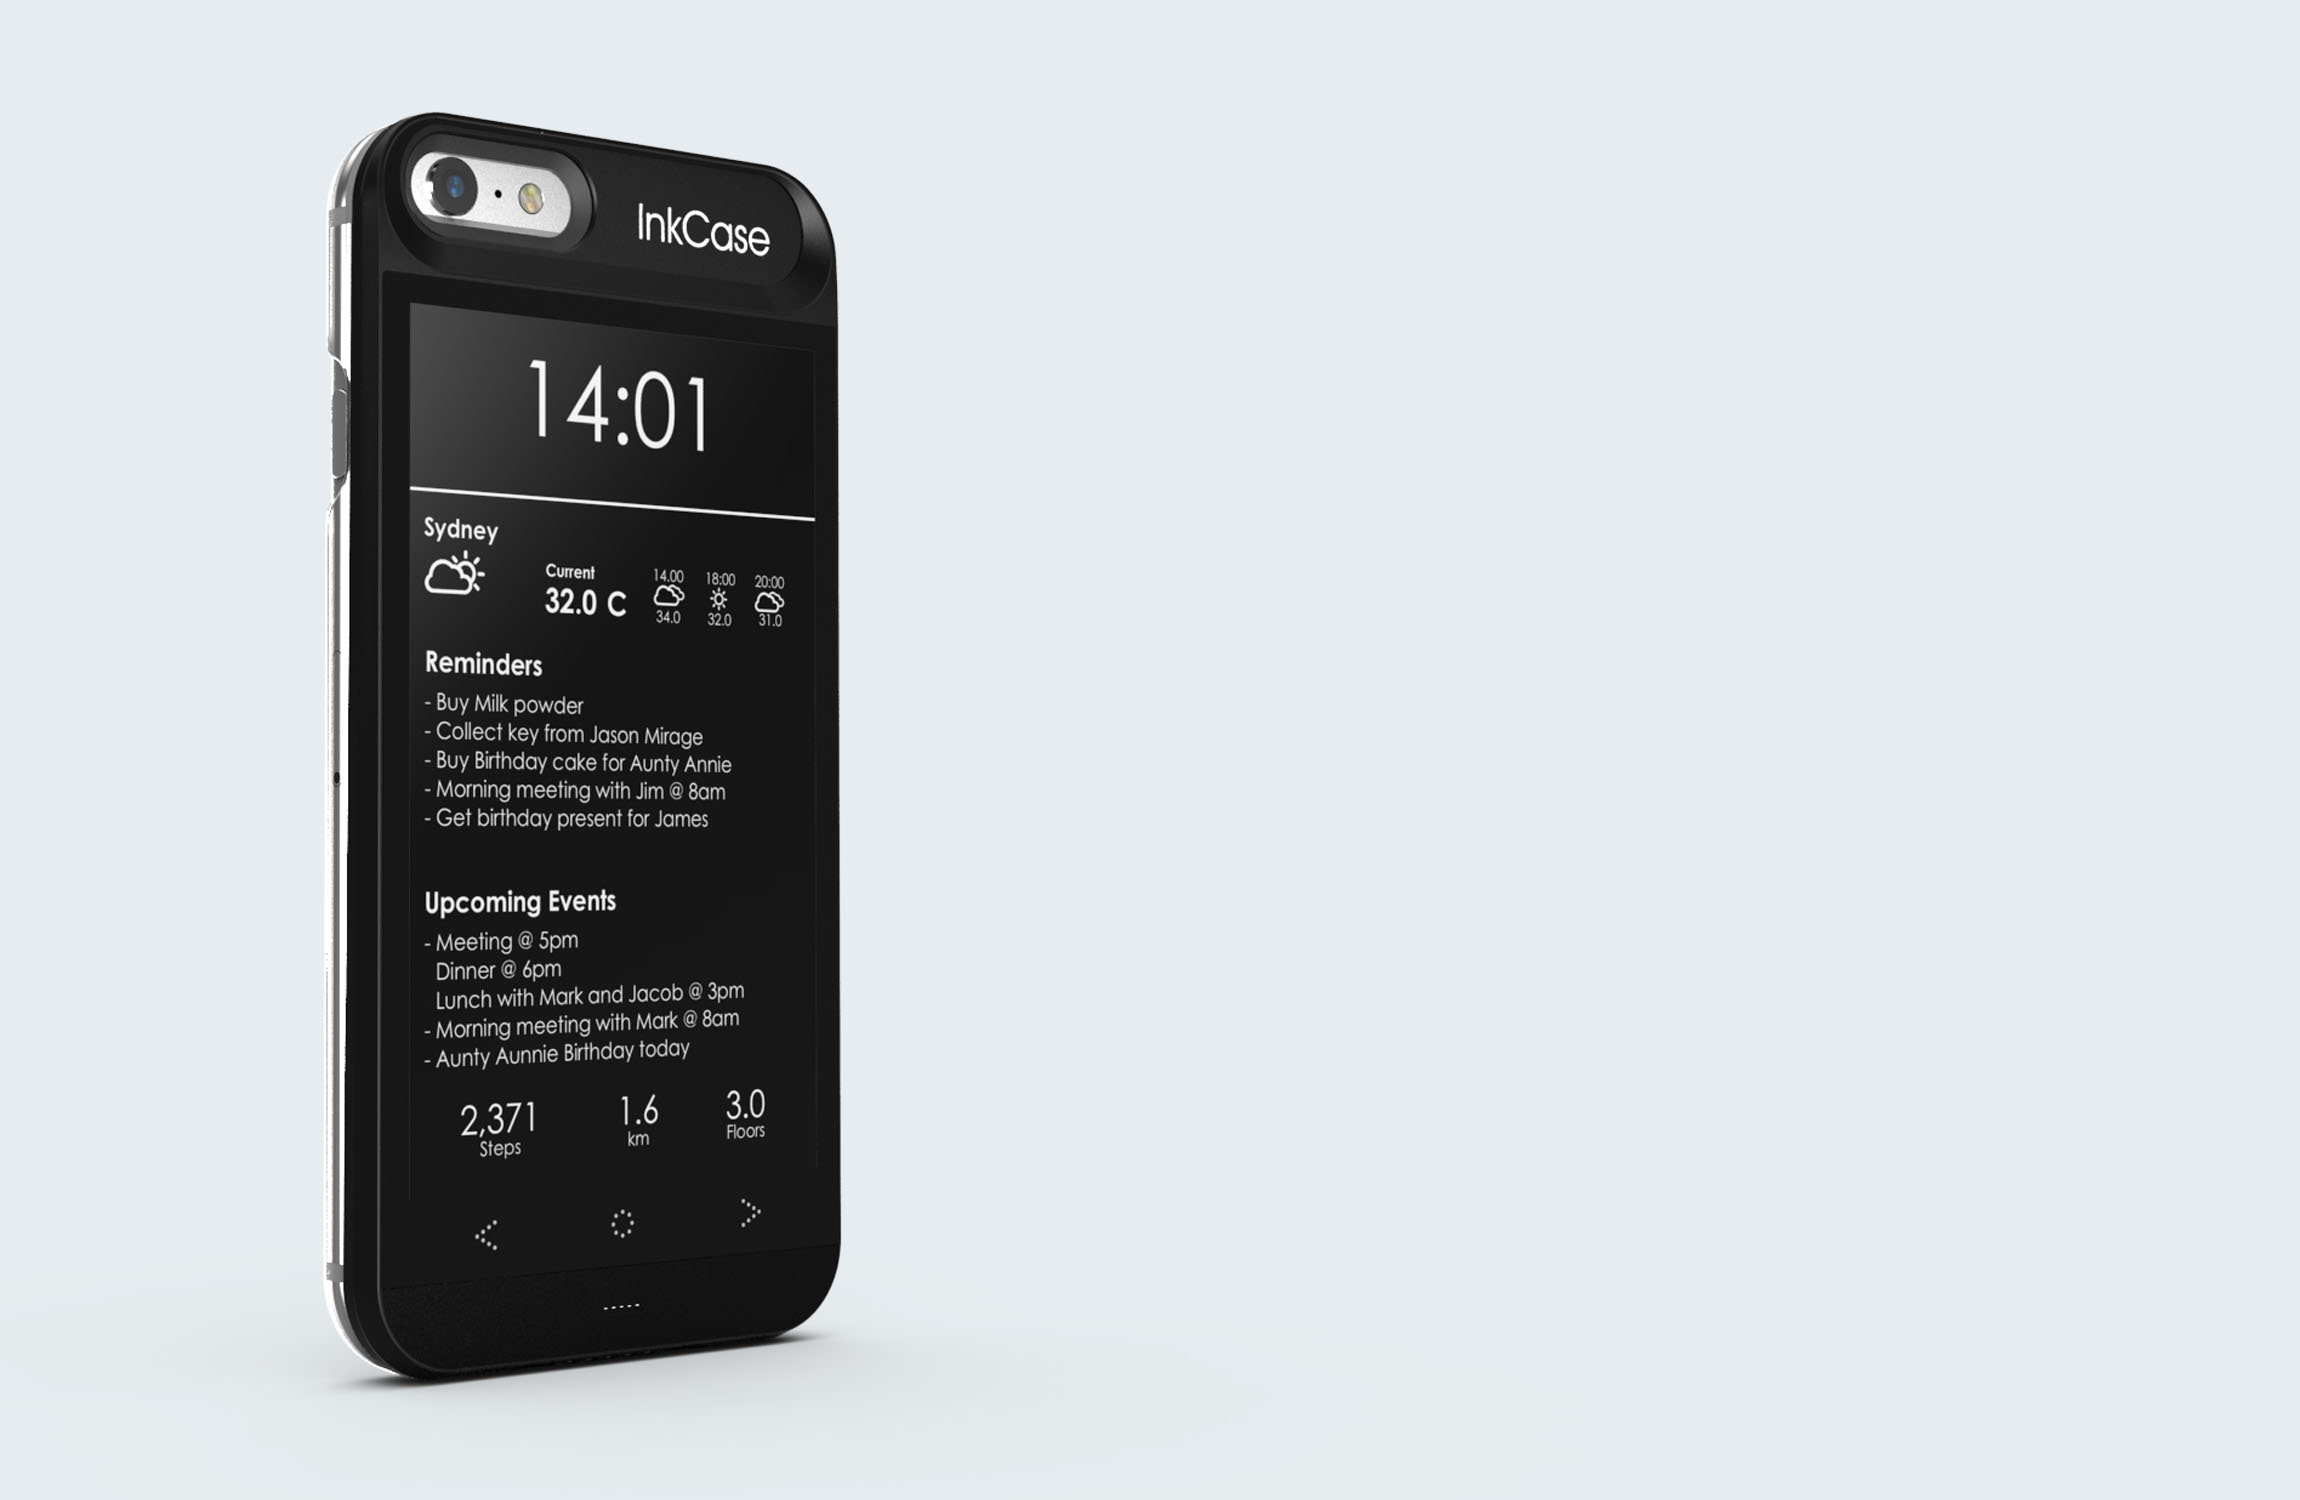 InkCase
14:01
Sydney
Current
32.0 C
14.00 18:00 20:00
34.0 32.0 31.0
Reminders
- Buy Milk powder
- Collect key from Jason Mirage
- Buy Birthday cake for Aunty Annie
- Morning meeting with Jim @ 8am
- Get birthday present for James
Upcoming Events
- Meeting @ 5pm
Dinner @ 6pm
Lunch with Mark and Jacob @ 3pm
- Morning meeting with Mark @ 8am
- Aunty Aunnie Birthday today
2,371 1.6 3.0
Steps km Floors